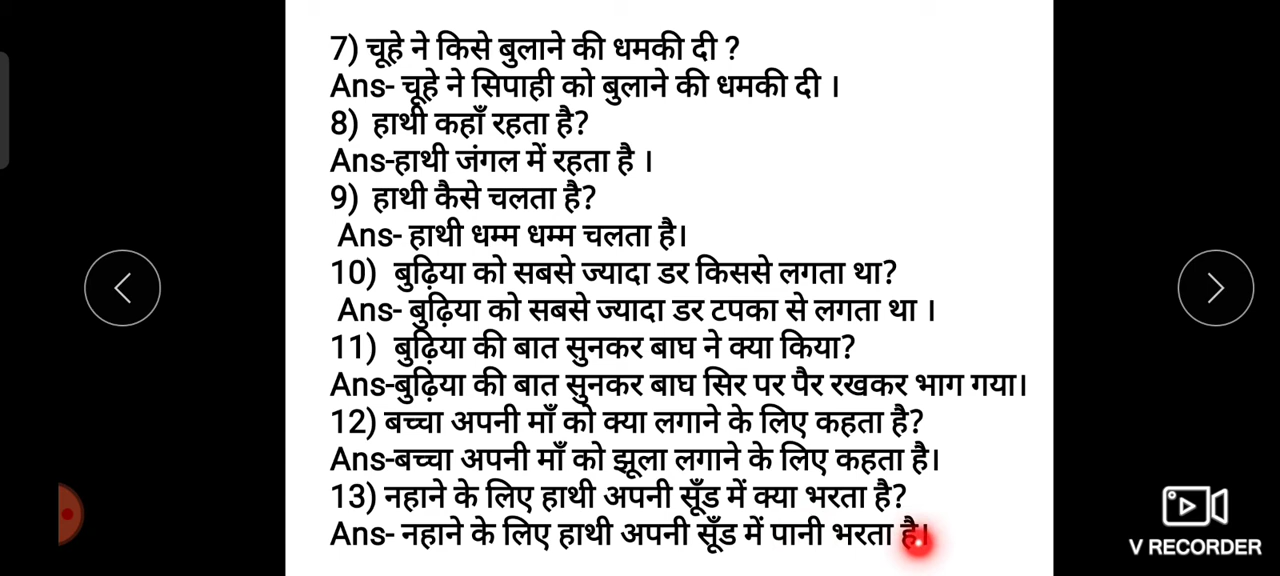 7) चूहे ने किसे बुलाने की धमकी दी ?
Ans- चूहे ने सिपाही को बुलाने की धमकी दी ।
8)  हाथी कहाँ रहता है?
Ans-हाथी जंगल में रहता है ।
9)  हाथी कैसे चलता है?
Ans- हाथी धम्म धम्म चलता है।
10)  बुढ़िया को सबसे ज्यादा डर किससे लगता था?
Ans- बुढ़िया को सबसे ज्यादा डर टपका से लगता था ।
11)  बुढ़िया की बात सुनकर बाघ ने क्या किया?
Ans-बुढ़िया की बात सुनकर बाघ सिर पर पैर रखकर भाग गया।
12) बच्चा अपनी माँ को क्या लगाने के लिए कहता है?
Ans-बच्चा अपनी माँ को झूला लगाने के लिए कहता है।
13) नहाने के लिए हाथी अपनी सूँड में क्या भरता है?
Ans- नहाने के लिए हाथी अपनी सूँड में पानी भरता है।
V RECORDER